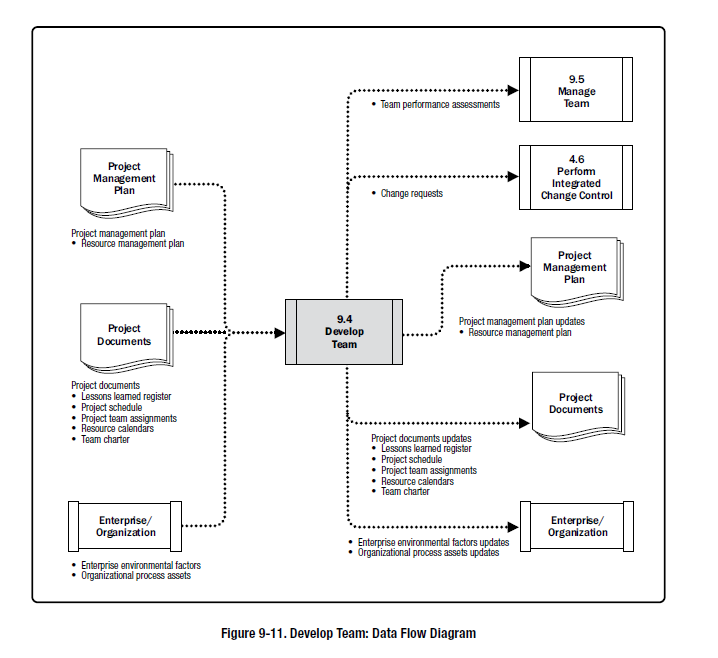 9.5
Manage
Team
• Team performance assessments
4.6
Perform
Integrated
Change Control
• Change requests
Project
Management
Plan
Project management plan
• Resource management plan
Project
Management
Plan
Project management plan updates
• Resource management plan
9.4
Develop
Team
Project
Documents
Project documents
• Lessons learned register
• Project schedule
• Project team assignments
• Resource calendars
• Team charter
Project
Documents
Project documents updates
• Lessons learned register
• Project schedule
• Project team assignments
• Resource calendars
• Team charter
Enterprise/
Organization
• Enterprise environmental factors
• Organizational process assets
Enterprise/
Organization
• Enterprise environmental factors updates
• Organizational process assets updates
Figure 9-11. Develop Team: Data Flow Diagram